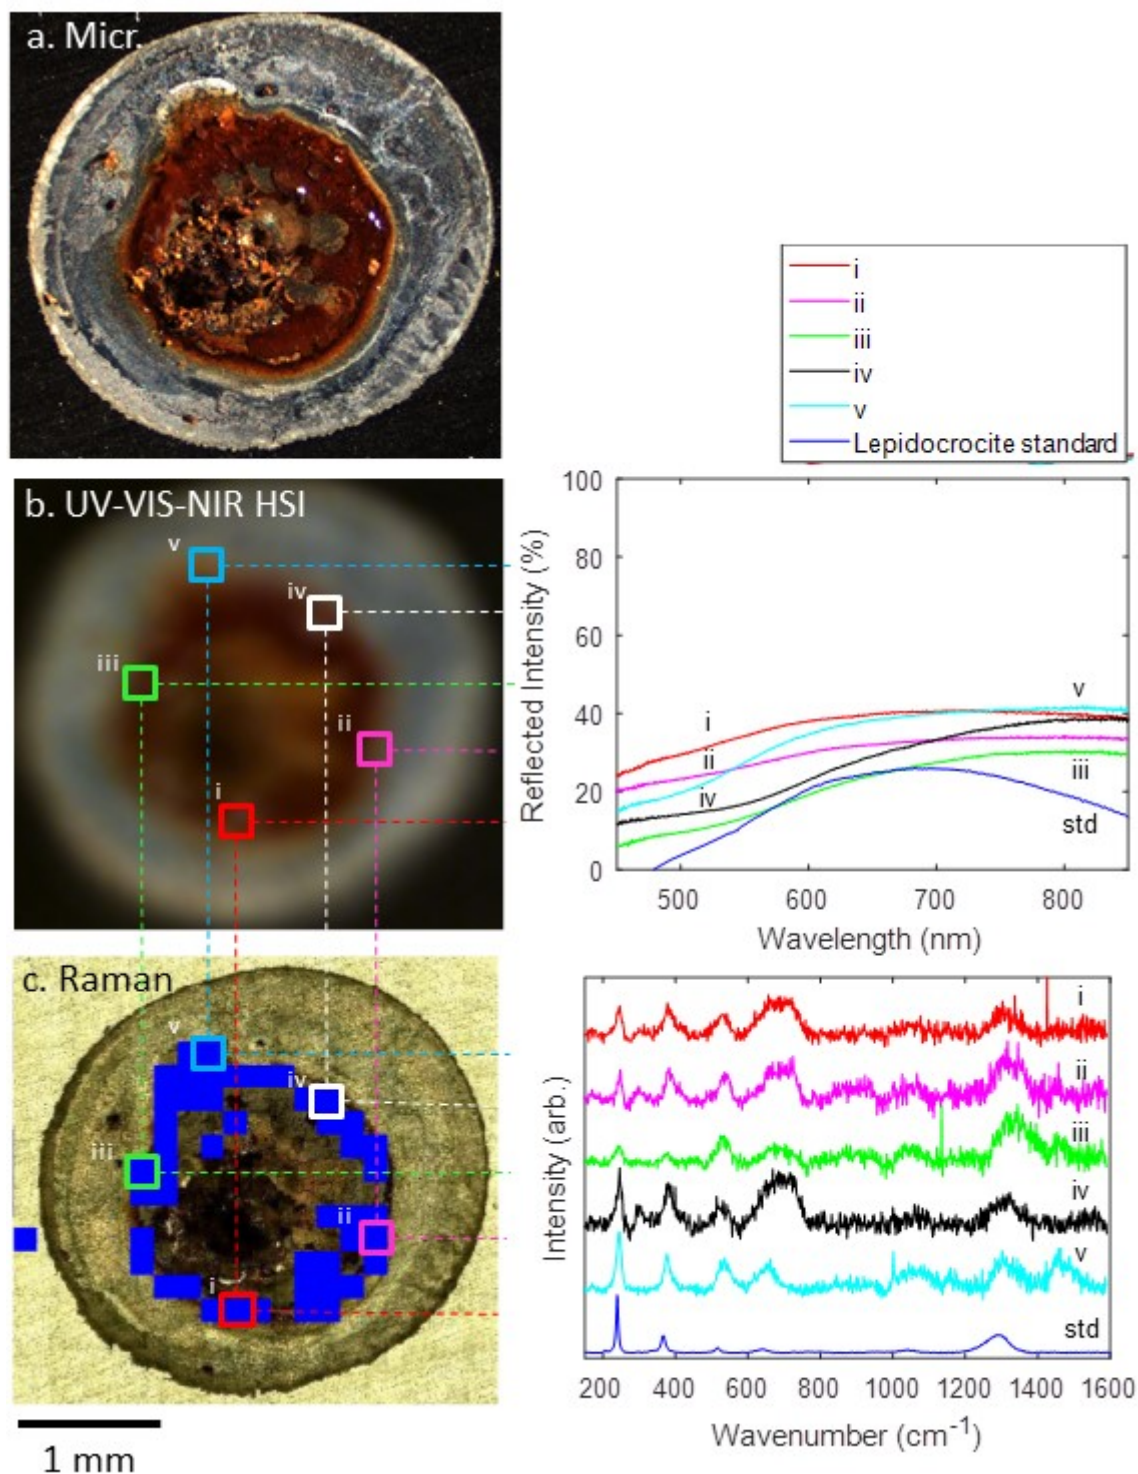 a. Micr.
i
ii
iii
iv
v
Lepidocrocite standard
b. UV-VIS-NIR HSI
v
iv
iii
ii
i
Reflected Intensity (%)
100
80
60
40
20
0
i
ii
iv
v
iii
std
500 600 700 800
Wavelength (nm)
c. Raman
v
iv
iii
ii
i
Intensity (arb.)
i
ii
iii
iv
v
std
200 400 600 800 1000 1200 1400 1600
Wavenumber (cm⁻¹)
1 mm